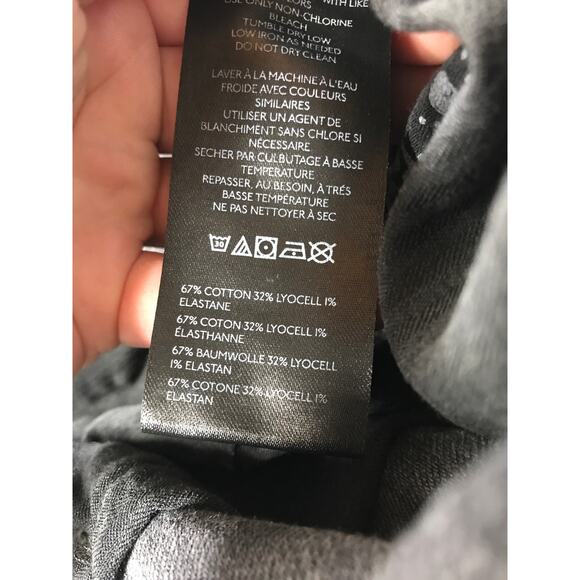 COLORS WITH LIKE
USE ONLY NON-CHLORINE
BLEACH
TUMBLE DRY LOW
LOW IRON AS NEEDED
DO NOT DRY CLEAN
LAVER À LA MACHINE À L'EAU
FROIDE AVEC COULEURS
SIMILAIRES
UTILISER UN AGENT DE
BLANCHIMENT SANS CHLORE SI
NÉCESSAIRE
SECHER PAR CULBUTAGE À BASSE
TEMPERATURE
REPASSER, AU BESOIN, À TRÉS
BASSE TEMPÉRATURE
NE PAS NETTOYER À SEC
30
67% COTTON 32% LYOCELL 1%
ELASTANE
67% COTON 32% LYOCELL 1%
ÉLASTHANNE
67% BAUMWOLLE 32% LYOCELL
1% ELASTAN
67% COTONE 32% LYOCELL 1%
ELASTAN